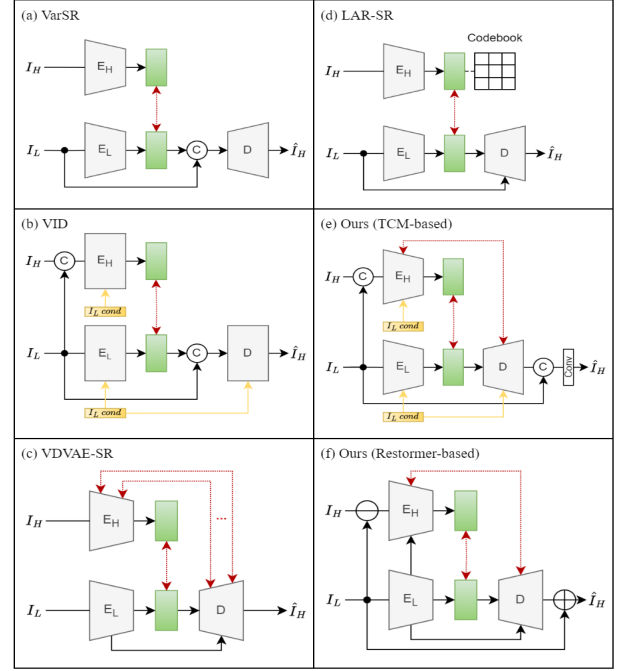 (a) VarSR
I_H
E_H
I_L
E_L
C
D
Î_H
(b) VID
I_H
C
E_H
I_L cond
I_L
E_L
C
D
Î_H
I_L cond
(c) VDVAE-SR
I_H
E_H
...
I_L
E_L
D
Î_H
(d) LAR-SR
Codebook
I_H
E_H
I_L
E_L
D
Î_H
(e) Ours (TCM-based)
I_H
C
E_H
I_L cond
I_L
E_L
D
C
Conv
Î_H
I_L cond
(f) Ours (Restormer-based)
I_H
E_H
I_L
E_L
D
Î_H